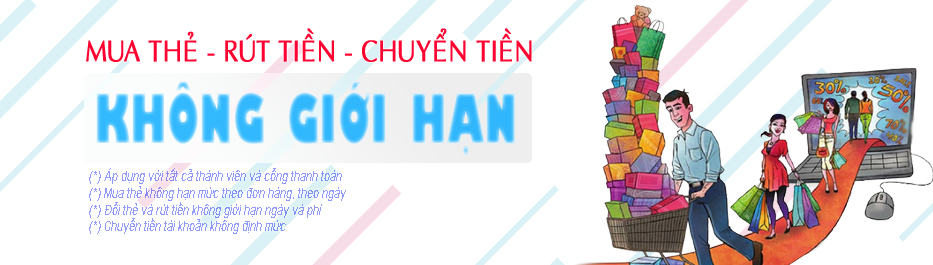 MUA THẺ - RÚT TIỀN - CHUYỂN TIỀN
KHÔNG GIỚI HẠN
(*) Áp dụng với tất cả thành viên và cổng thanh toán
(*) Mua thẻ không hạn mức theo đơn hàng, theo ngày
(*) Đổi thẻ và rút tiền không giới hạn ngày và phí
(*) Chuyển tiền tài khoản không định mức
30%
50%